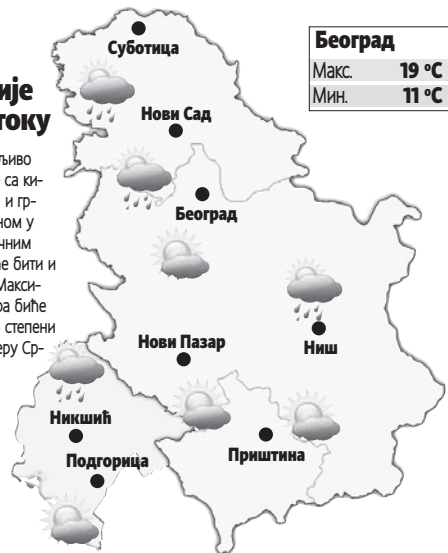 ије
току
љиво
са ки-
и гр-
ном у
чним
е бити и
Макси-
ра биће
степени
еру Ср-
Суботица
Нови Сад
Београд
Нови Пазар
Ниш
Никшић
Подгорица
Приштина
Београд
Макс. 19 °C
Мин. 11 °C